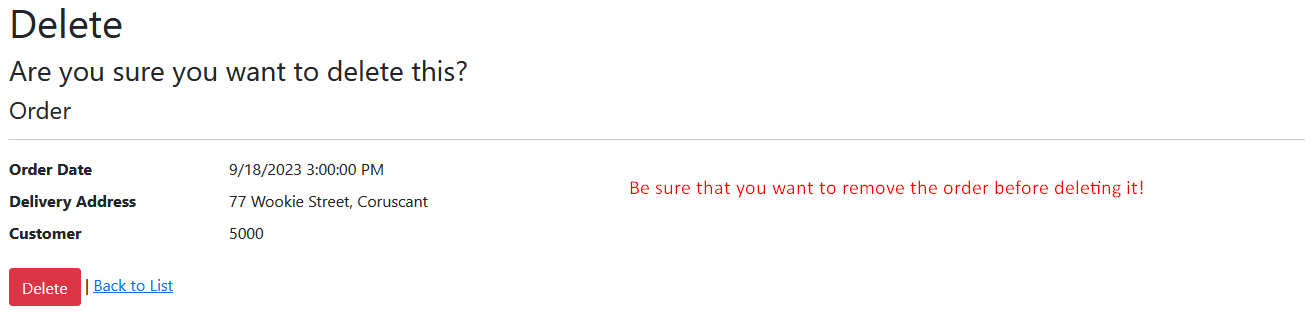 Delete
Are you sure you want to delete this?
Order
Order Date 9/18/2023 3:00:00 PM
Be sure that you want to remove the order before deleting it!
Delivery Address 77 Wookie Street, Coruscant
Customer 5000
Delete | Back to List